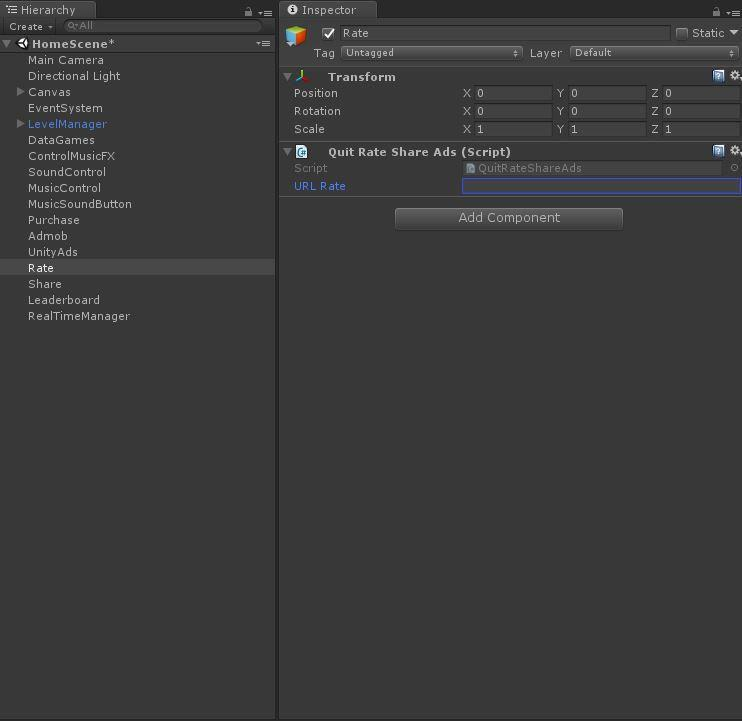 Hierarchy
Create
All
HomeScene*
Main Camera
Directional Light
Canvas
EventSystem
LevelManager
DataGames
ControlMusicFX
SoundControl
MusicControl
MusicSoundButton
Purchase
Admob
UnityAds
Rate
Share
Leaderboard
RealTimeManager
Inspector
Rate Static
Tag Untagged Layer Default
Transform
Position X 0 Y 0 Z 0
Rotation X 0 Y 0 Z 0
Scale X 1 Y 1 Z 1
Quit Rate Share Ads (Script)
Script QuitRateShareAds
URL Rate
Add Component